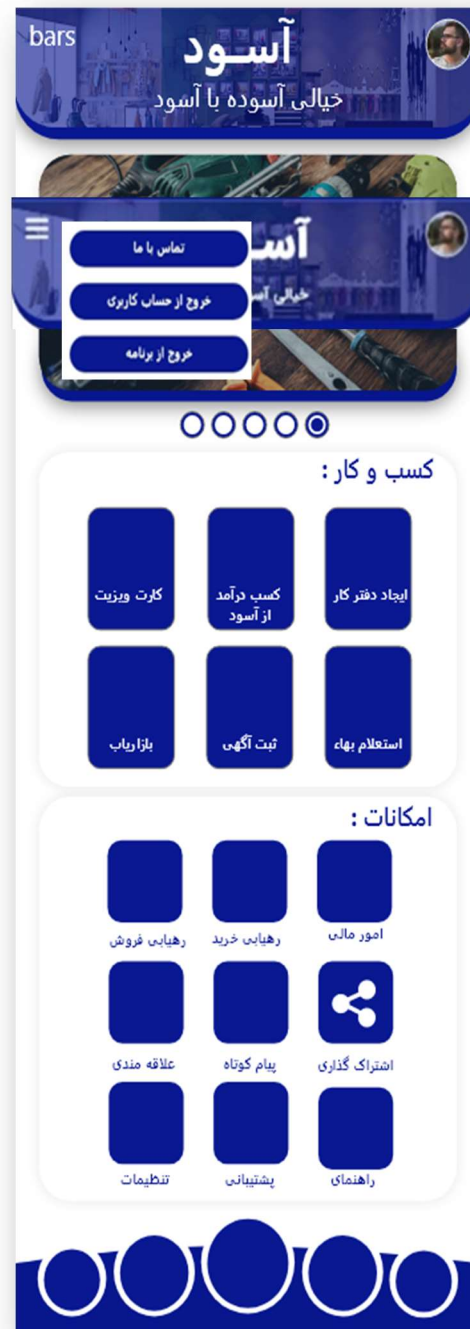 bars
آسـود
خیالی آسوده با آسود
تماس با ما
خروج از حساب کاربری
خروج از برنامه
آسـ
خیالی آس
کسب و کار :
ایجاد دفتر کار
کسب درآمد
از آسود
کارت ویزیت
استعلام بهاء
ثبت آگهی
بازاریاب
امکانات :
امور مالی
رهیابی خرید
رهیابی فروش
اشتراک گذاری
پیام کوتاه
علاقه مندی
راهنمای
پشتیبانی
تنظیمات